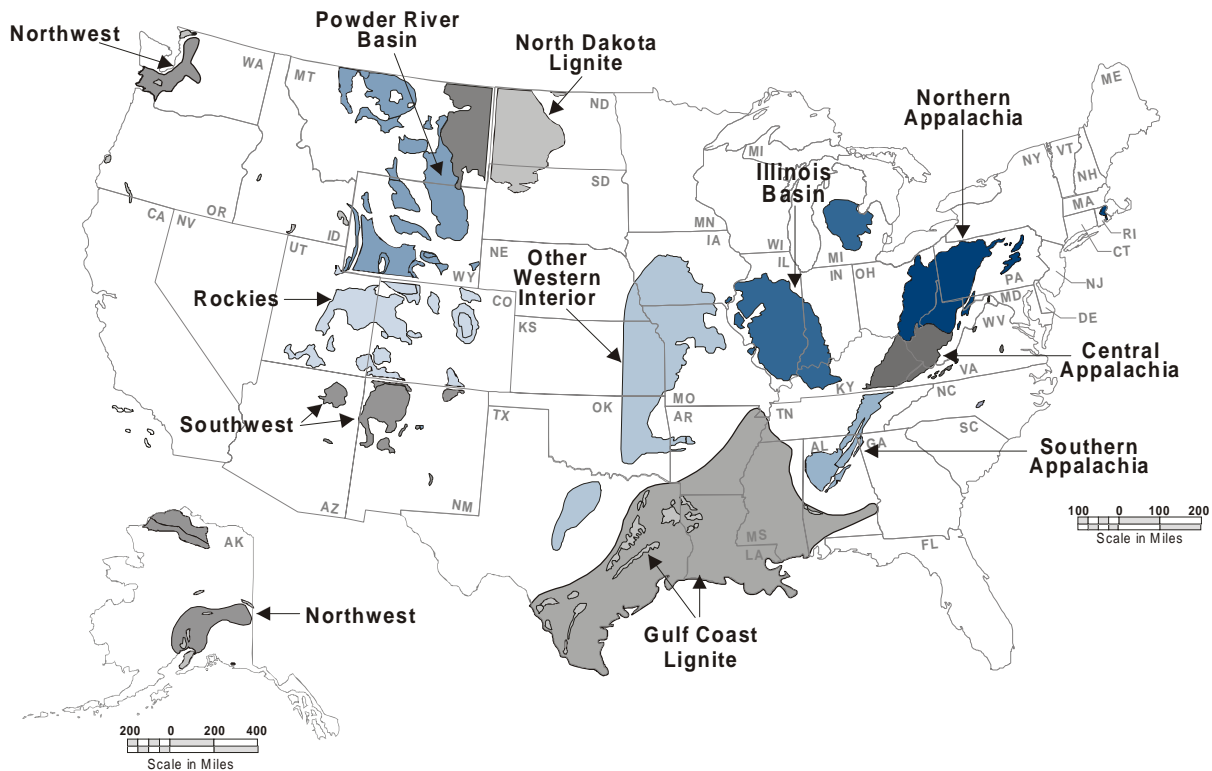 Northwest
Powder River
Basin
North Dakota
Lignite
Northern
Appalachia
Illinois
Basin
Other
Western
Interior
Rockies
Southwest
Central
Appalachia
Southern
Appalachia
Gulf Coast
Lignite
Northwest
WA
MT
ND
ME
MI
NY
VT
NH
MA
SD
MN
OR
CA
NV
ID
UT
WY
NE
IA
WI
IL
MI
IN
OH
PA
RI
CT
NJ
MD
DE
WV
CO
KS
VA
KY
NC
MO
OK
AR
TN
TX
SC
AL
GA
AZ
NM
MS
LA
FL
AK
100 0 100 200
Scale in Miles
200 0 200 400
Scale in Miles